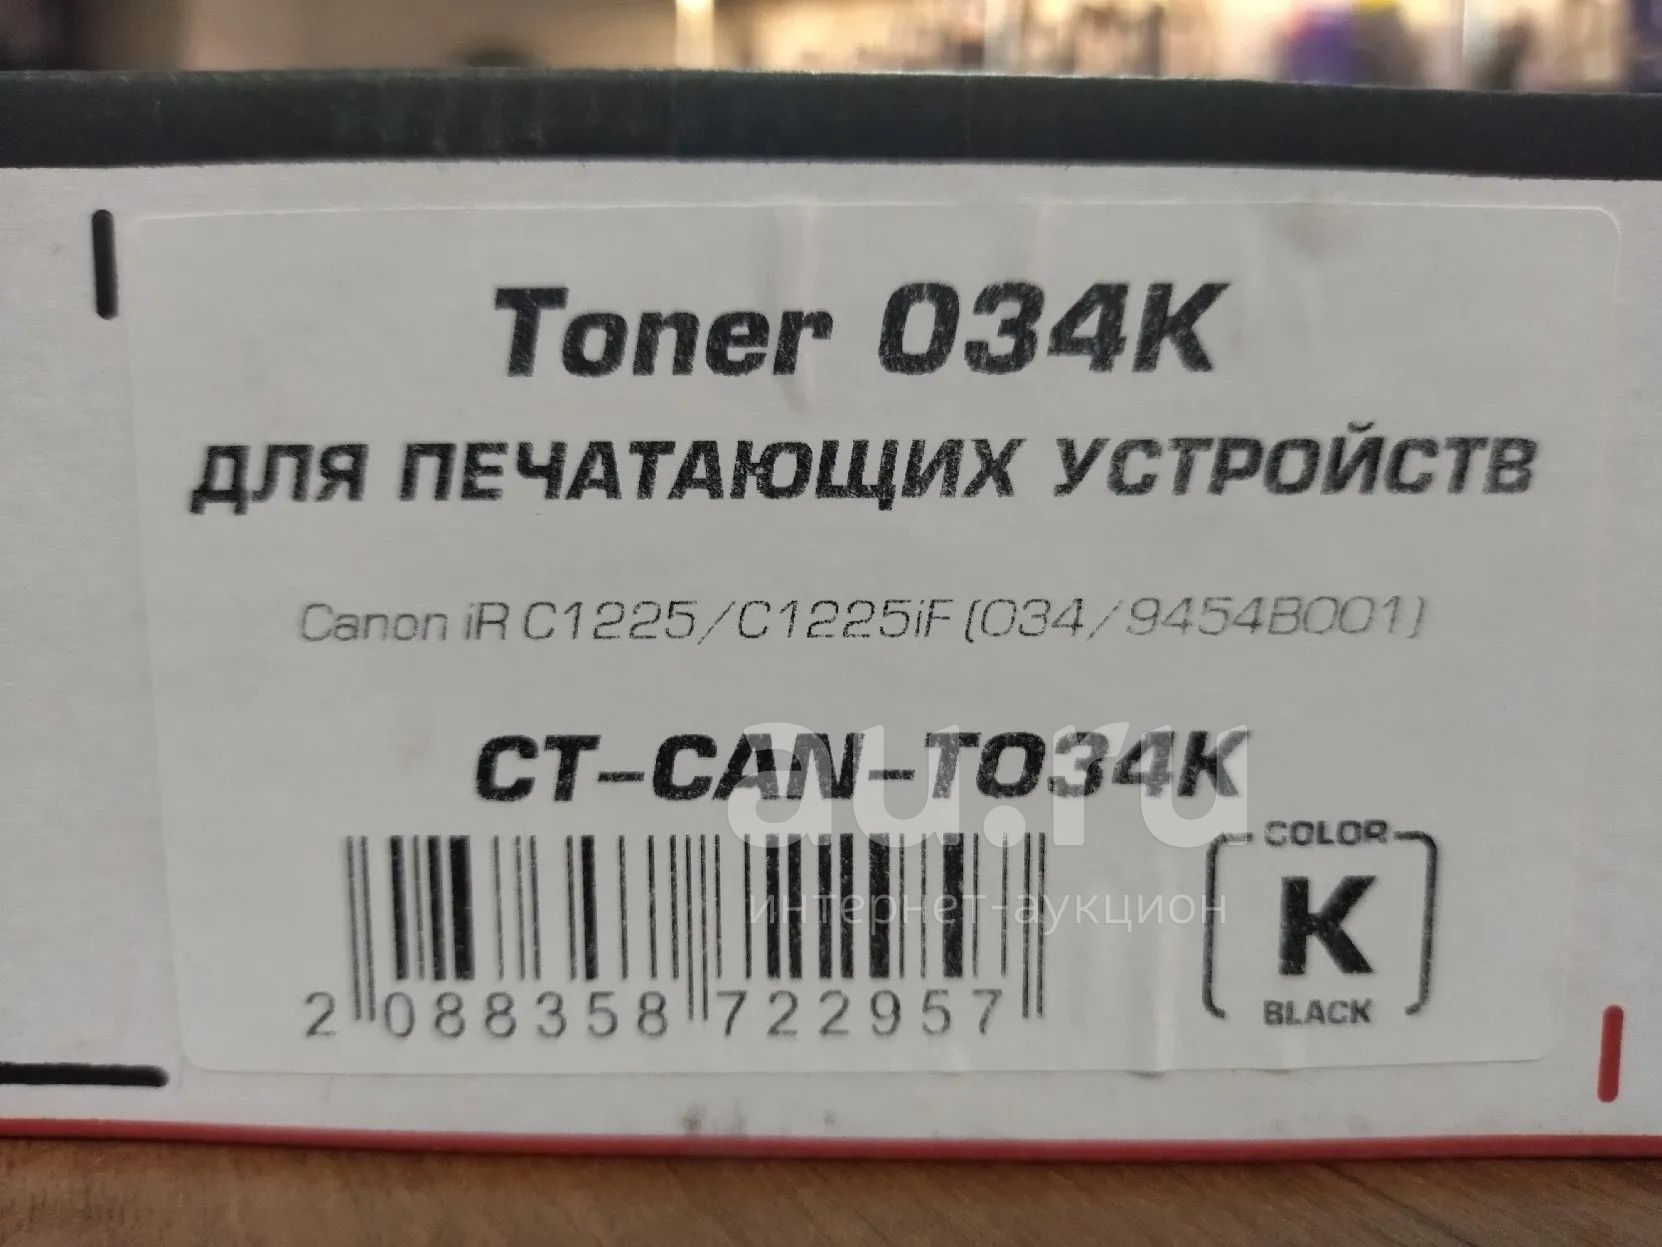 Toner 034K
ДЛЯ ПЕЧАТАЮЩИХ УСТРОЙСТВ
Canon iR C1225/C1225iF (034/9454B001)
CT-CAN-TO34K
au.ru
интернет-аукцион
2 088358 722957
COLOR
K
BLACK